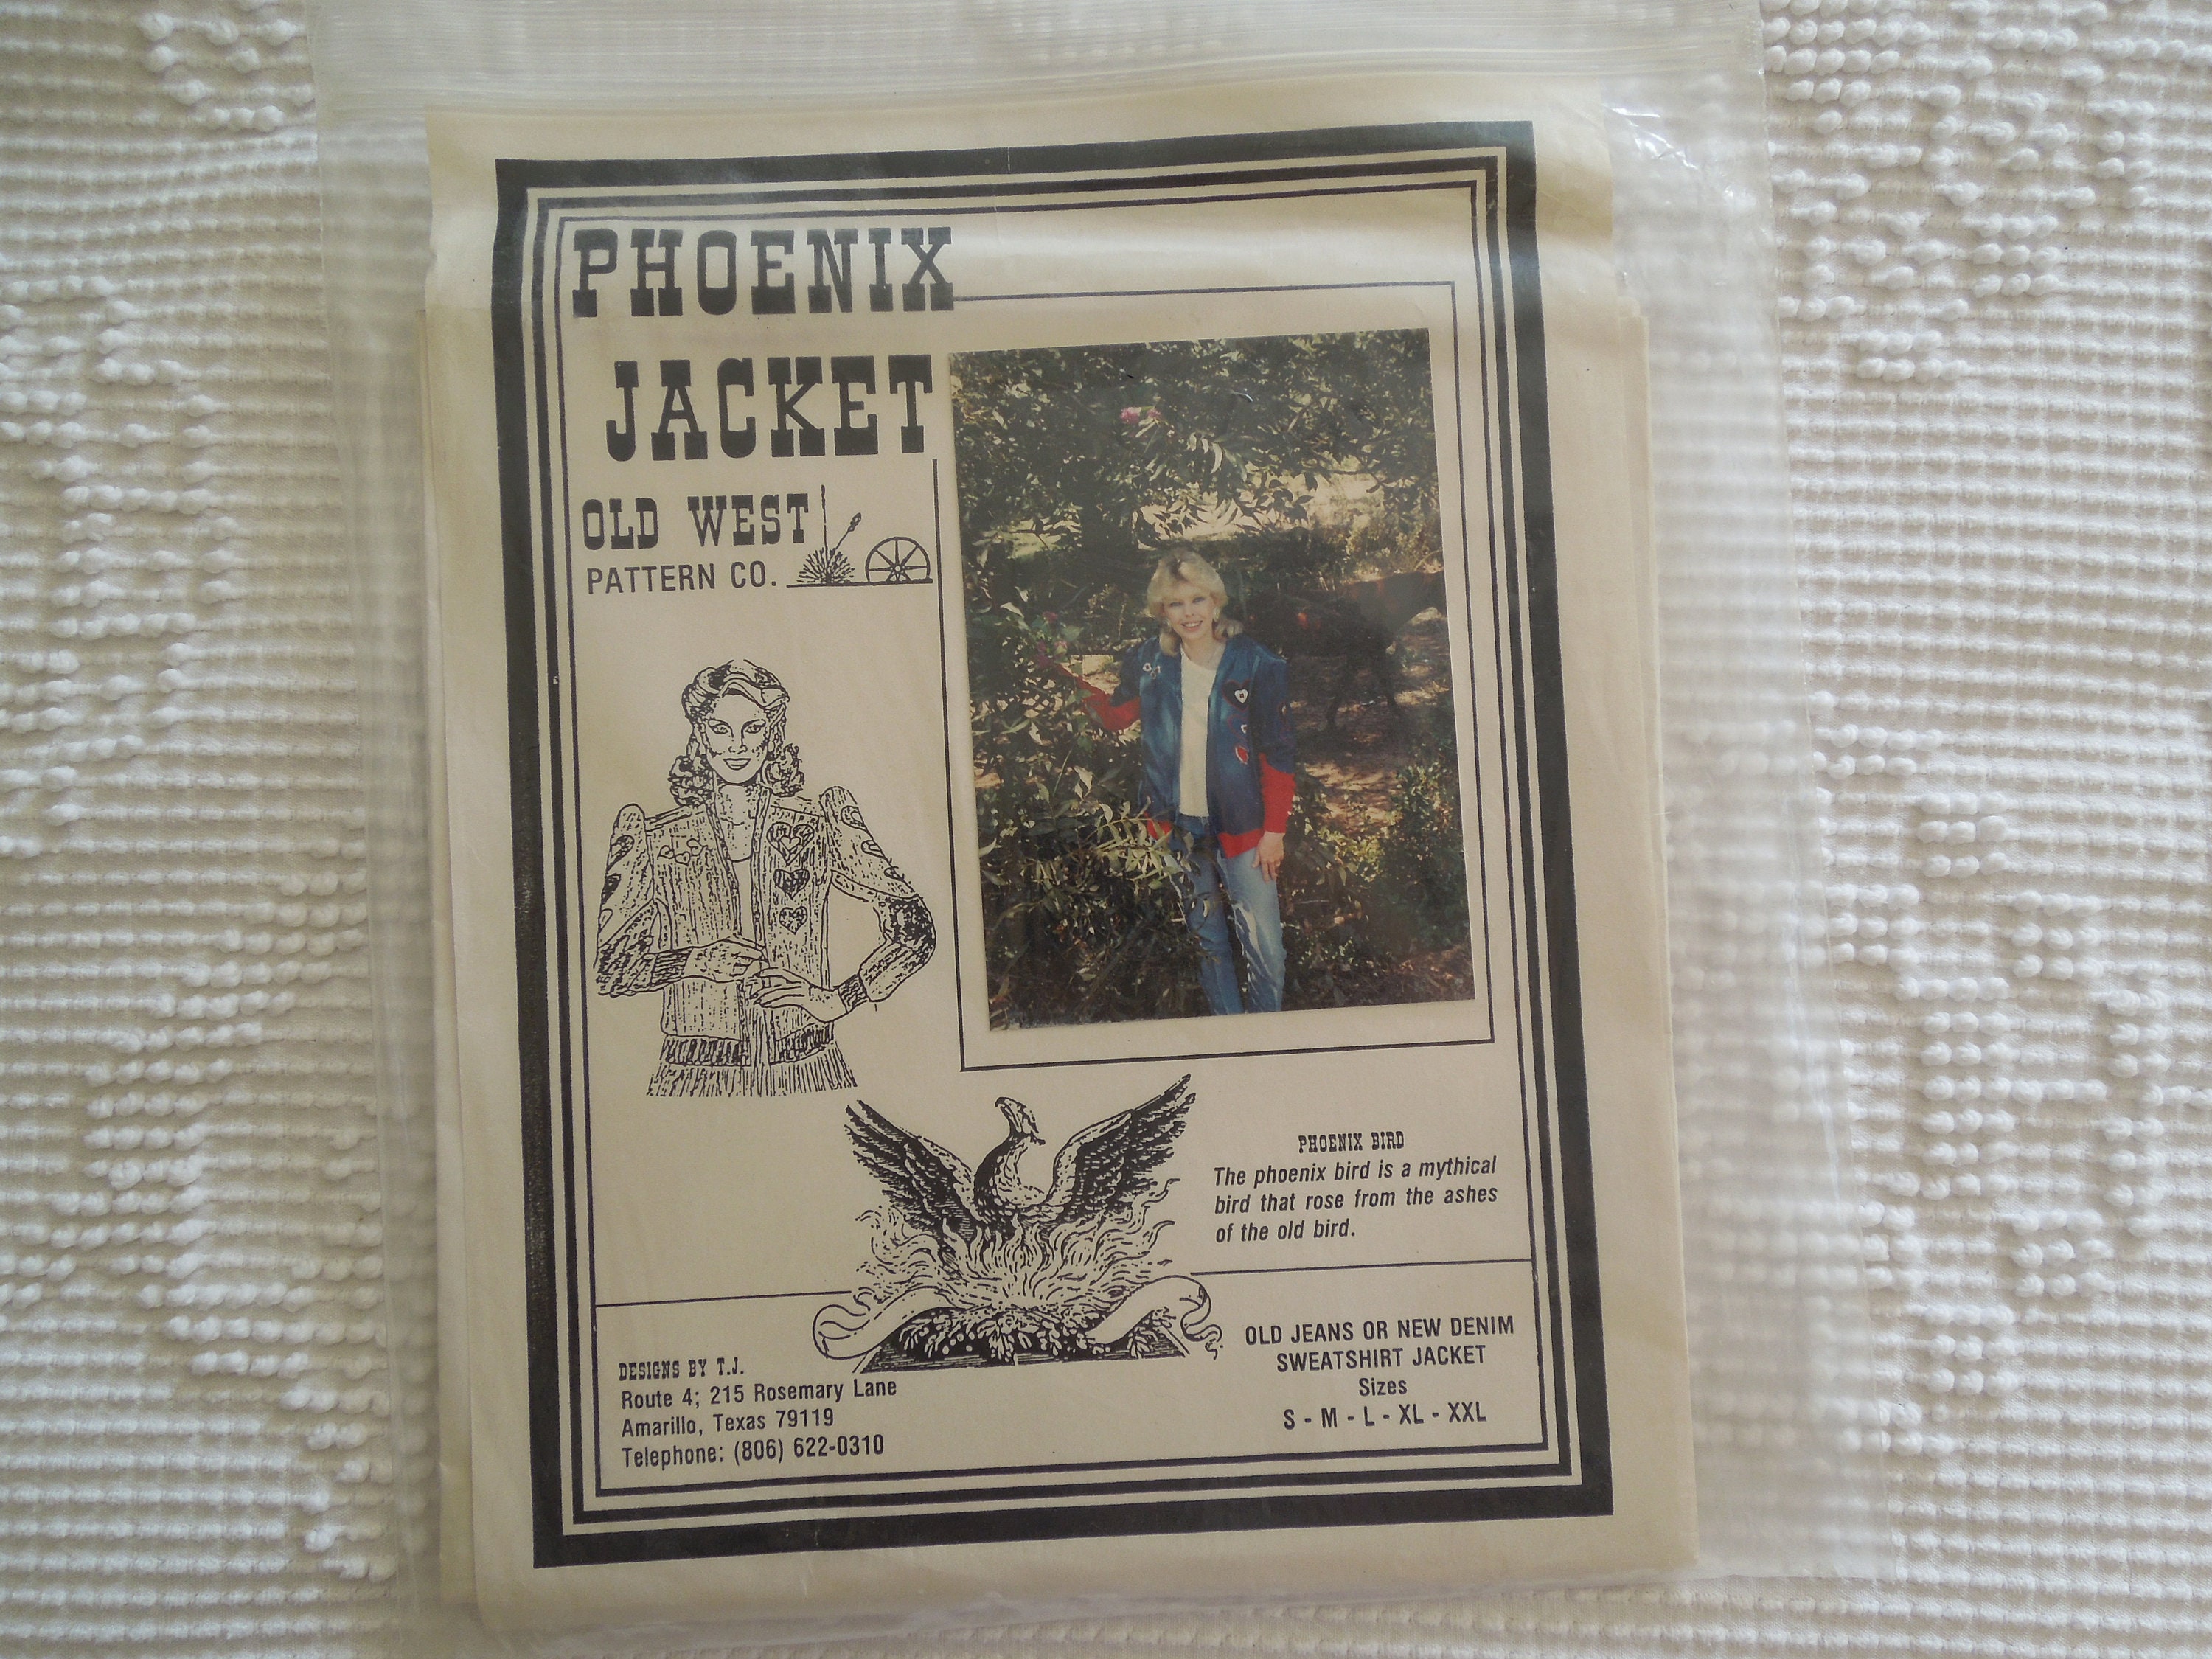 PHOENIX
JACKET
OLD WEST
PATTERN CO.
PHOENIX BIRD
The phoenix bird is a mythical
bird that rose from the ashes
of the old bird.
DESIGNS BY T.J.
Route 4; 215 Rosemary Lane
Amarillo, Texas 79119
Telephone: (806) 622-0310
OLD JEANS OR NEW DENIM
SWEATSHIRT JACKET
Sizes
S - M - L - XL - XXL